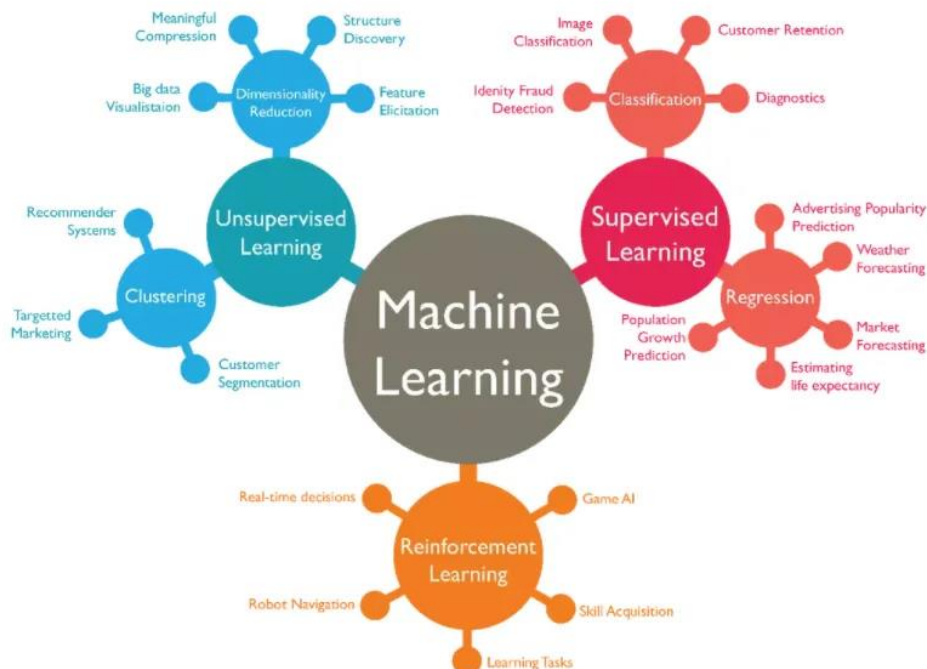 Meaningful
Compression
Structure
Discovery
Big data
Visualistaion
Dimensionality
Reduction
Feature
Elicitation
Image
Classification
Customer Retention
Idenity Fraud
Detection
Classification
Diagnostics
Unsupervised
Learning
Supervised
Learning
Recommender
Systems
Clustering
Targetted
Marketing
Customer
Segmentation
Machine
Learning
Advertising Popularity
Prediction
Weather
Forecasting
Regression
Population
Growth
Prediction
Market
Forecasting
Estimating
life expectancy
Real-time decisions
Game AI
Reinforcement
Learning
Robot Navigation
Skill Acquisition
Learning Tasks